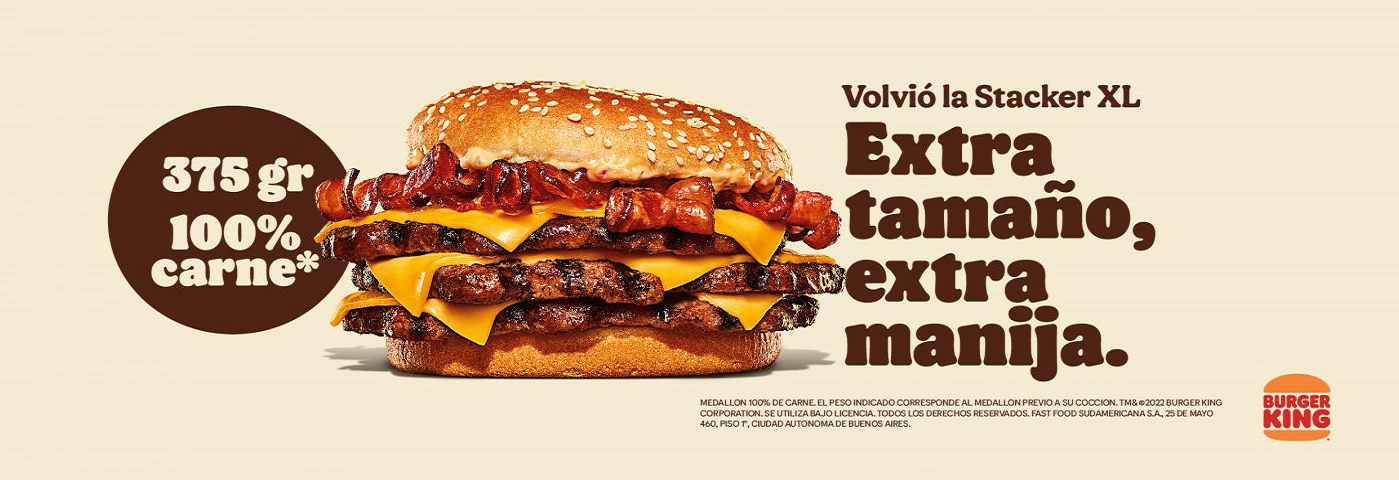 375 gr
100%
carne*
Volvió la Stacker XL
Extra
tamaño,
extra
manija.
MEDALLON 100% DE CARNE. EL PESO INDICADO CORRESPONDE AL MEDALLON PREVIO A SU COCCION. TM& ®2022 BURGER KING
CORPORATION. SE UTILIZA BAJO LICENCIA. TODOS LOS DERECHOS RESERVADOS. FAST FOOD SUDAMERICANA S.A., 25 DE MAYO
460, PISO 1°, CIUDAD AUTONOMA DE BUENOS AIRES.
BURGER
KING